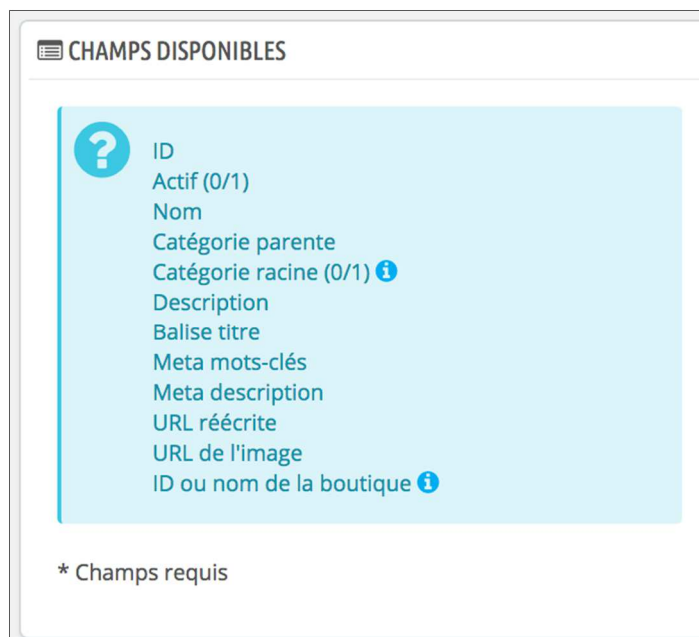 CHAMPS DISPONIBLES
ID
Actif (0/1)
Nom
Catégorie parente
Catégorie racine (0/1)
Description
Balise titre
Meta mots-clés
Meta description
URL réécrite
URL de l'image
ID ou nom de la boutique
* Champs requis